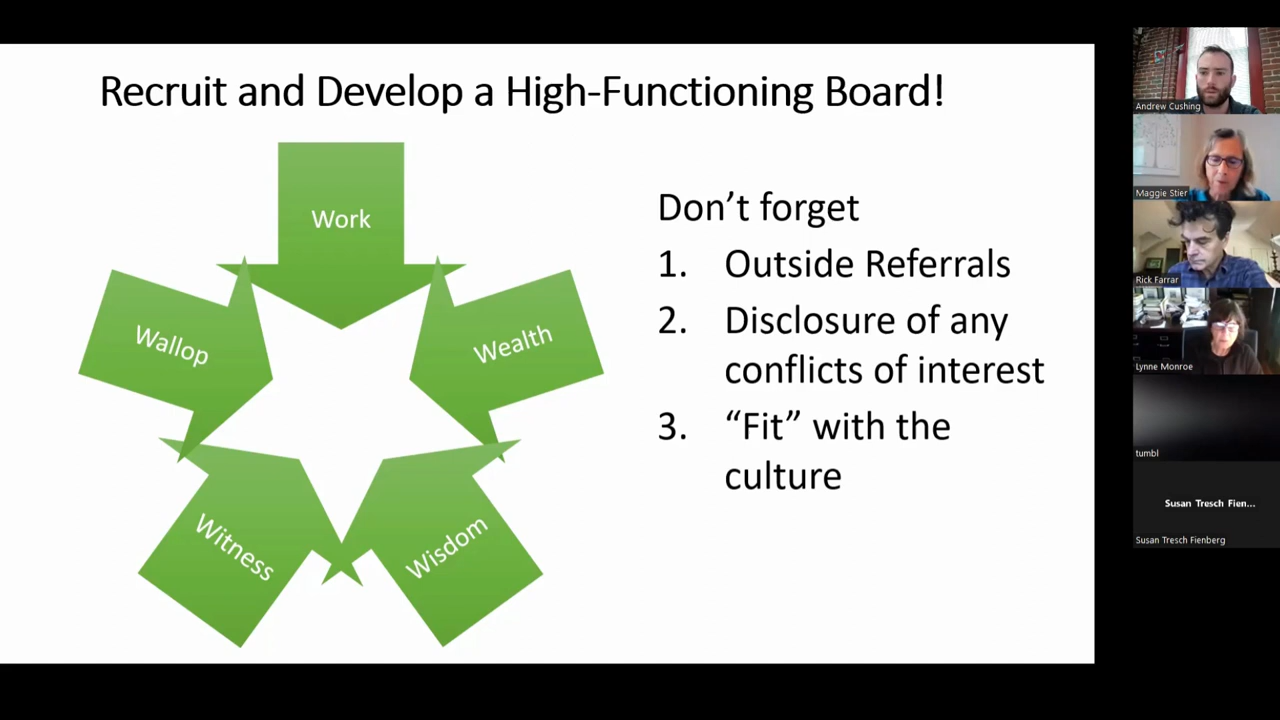 Recruit and Develop a High-Functioning Board!
Work
Wallop
Wealth
Witness
Wisdom
Don’t forget
1. Outside Referrals
2. Disclosure of any
conflicts of interest
3. “Fit” with the
culture
Andrew Cushing
Maggie Stier
Rick Farrar
Lynne Monroe
tumbl
Susan Tresch Fien...
Susan Tresch Fienberg